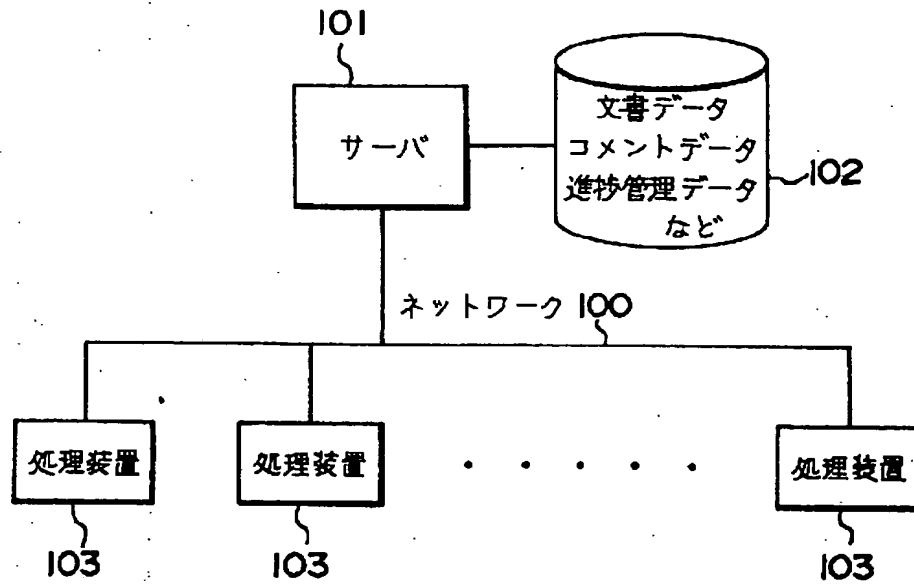 101
サーバ
文書データ
コメントデータ
進捗管理データ
など
102
ネットワーク 100
処理装置
処理装置
処理装置
103
103
103